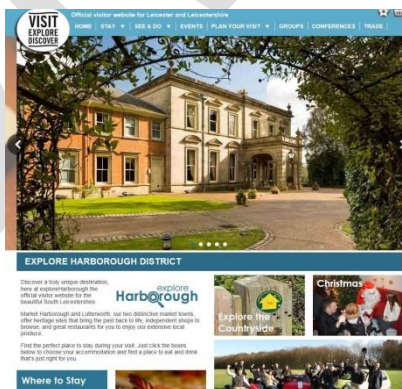 Official visitor website for Leicester and Leicestershire
VISIT
EXPLORE
DISCOVER
HOME STAY SEE & DO EVENTS PLAN YOUR VISIT GROUPS CONFERENCES TRADE
EXPLORE HARBOROUGH DISTRICT
Discover a truly unique destination,
here at exploreHarborough the
official visitor website for the
beautiful South Leicestershire.
explore
Harborough
Market Harborough and Lutterworth, our two distinctive market towns,
offer heritage sites that bring the past back to life, independent shops to
browse, and great restaurants for you to enjoy our extensive local
produce.
Find the perfect place to stay during your visit. Just click the boxes
below to choose your accommodation and find a place to eat and drink
that's just right for you.
Explore the
Countryside
Christmas
Where to Stay